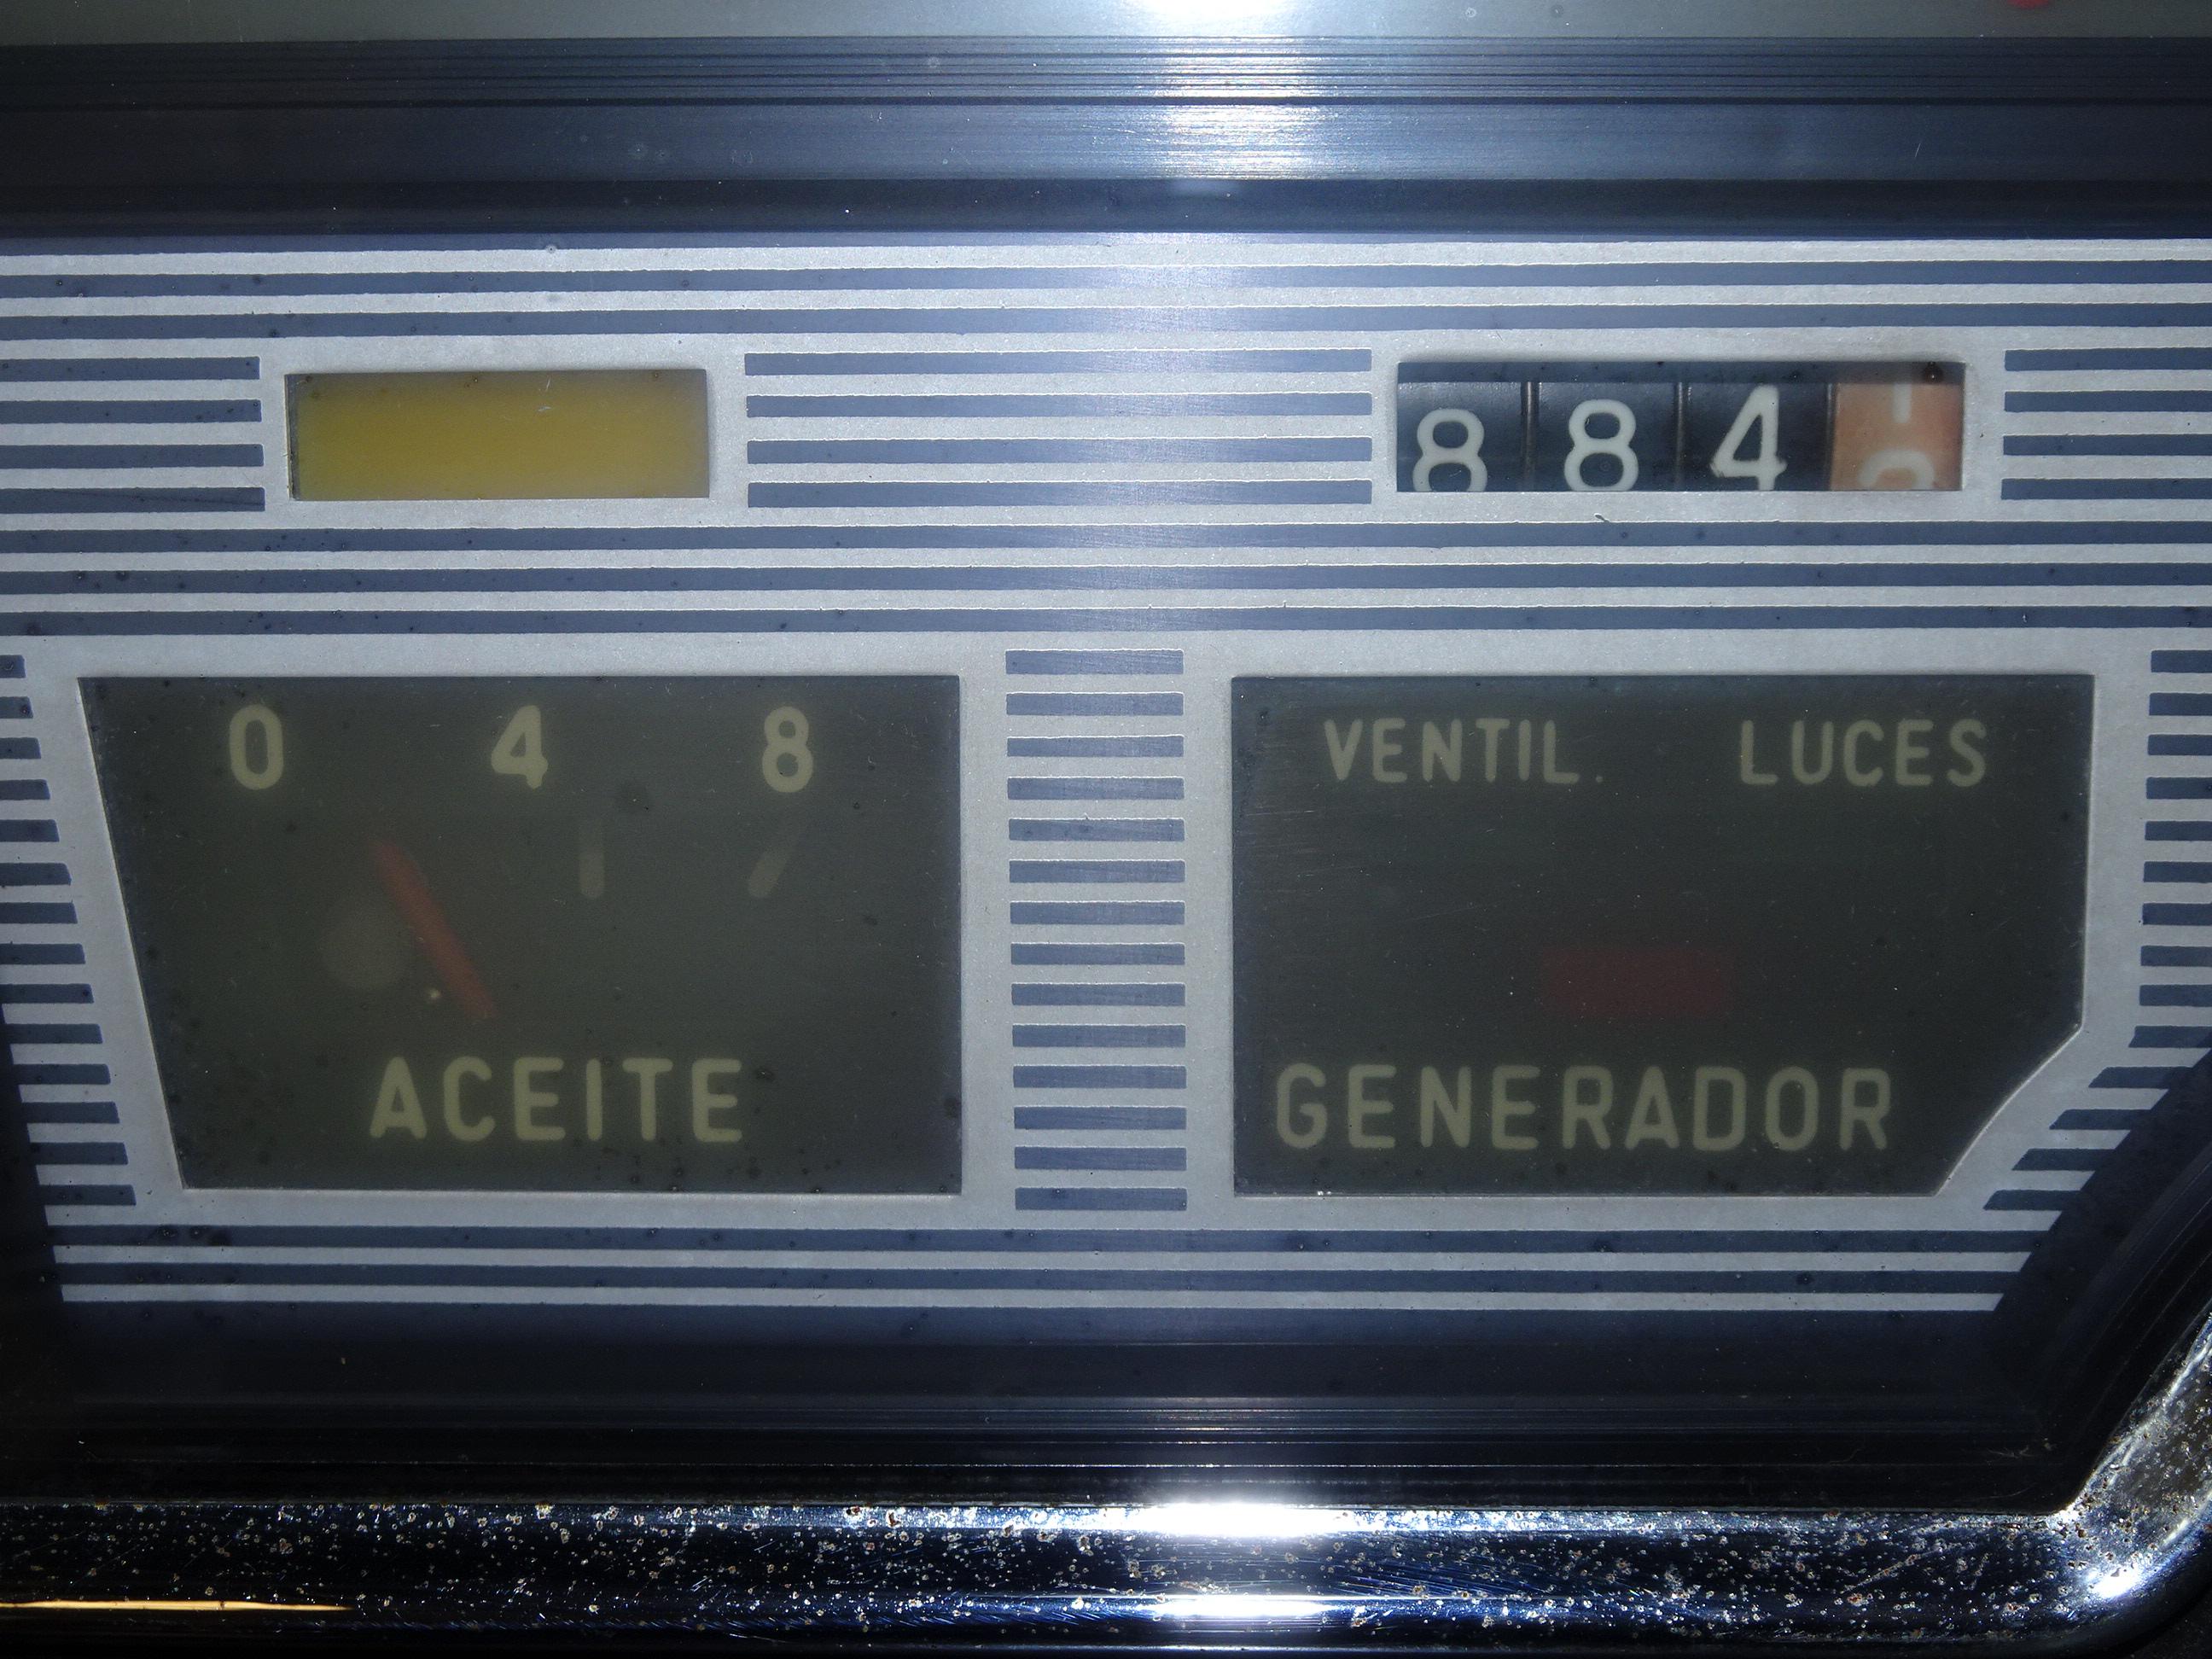 884
0 4 8
VENTIL. LUCES
ACEITE
GENERADOR